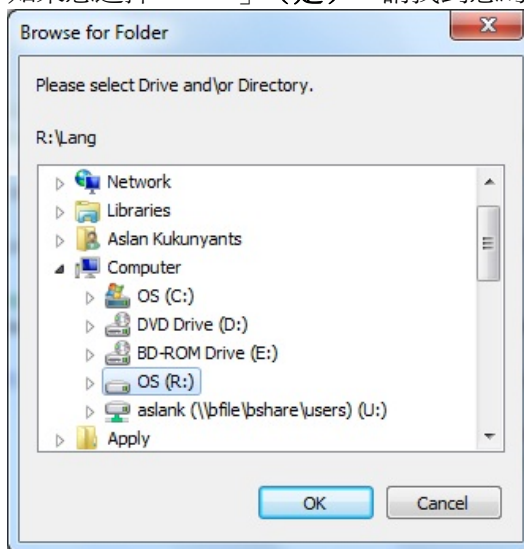 Browse for Folder
Please select Drive and\or Directory.
R:\Lang
Network
Libraries
Aslan Kukunyants
Computer
OS (C:)
DVD Drive (D:)
BD-ROM Drive (E:)
OS (R:)
aslank (\\bfile\bshare\users) (U:)
Apply
OK Cancel